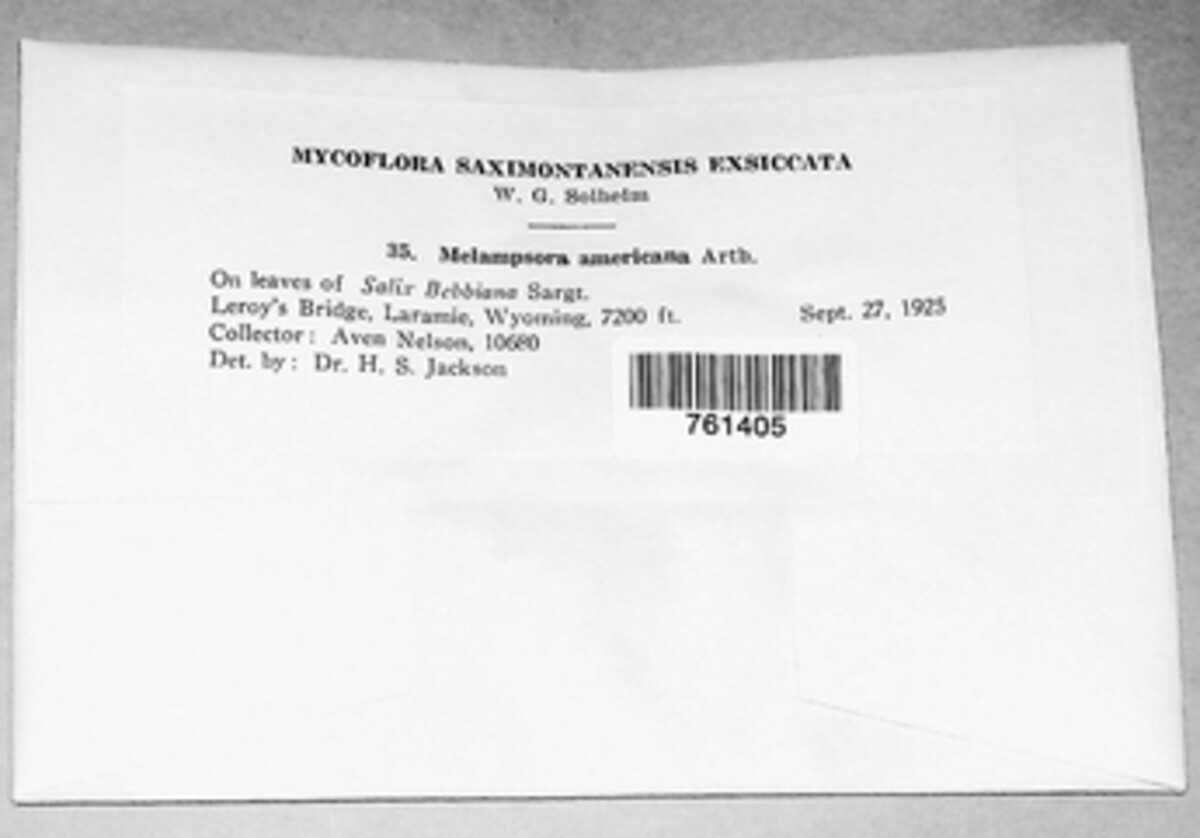 MYCOFLORA SAXIMONTANENSIS EXSICCATA
W. G. Solheim
35. Melampsora americana Arth.
On leaves of Salix Bebbiana Sargt.
Leroy's Bridge, Laramie, Wyoming, 7200 ft. Sept. 27, 1925
Collector: Aven Nelson, 10680
Det. by: Dr. H. S. Jackson
761405